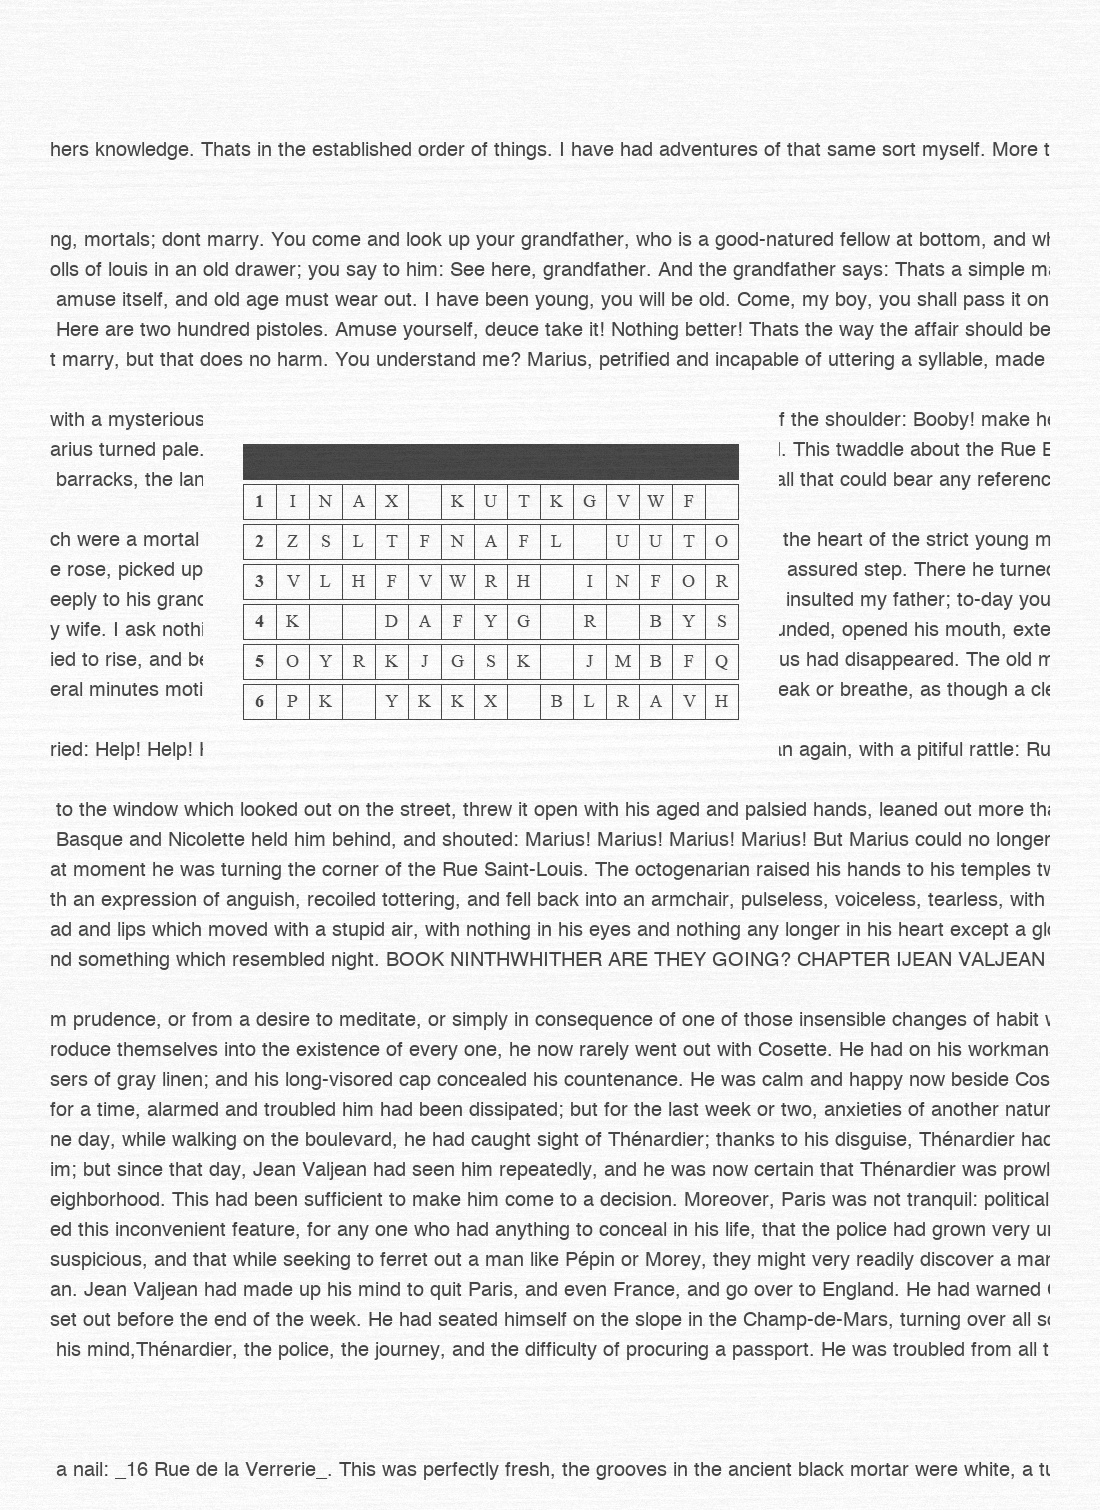 hers knowledge. Thats in the established order of things. I have had adventures of that same sort myself. More
ng, mortals; dont marry. You come and look up your grandfather, who is a good-natured fellow at bottom, and
olls of louis in an old drawer; you say to him: See here, grandfather. And the grandfather says: Thats a simple
amuse itself, and old age must wear out. I have been young, you will be old. Come, my boy, you shall pass it on
Here are two hundred pistoles. Amuse yourself, deuce take it! Nothing better! Thats the way the affair should be
t marry, but that does no harm. You understand me? Marius, petrified and incapable of uttering a syllable, made
with a mysterious f the shoulder: Booby! make
arius turned pale. This twaddle about the Rue
barracks, the lan all that could bear any referenc
ch were a mortal the heart of the strict young m
e rose, picked up assured step. There he turned
eeply to his grand insulted my father; to-day you
y wife. I ask nothi unded, opened his mouth, exte
ied to rise, and us had disappeared. The old
eral minutes moti eak or breathe, as though a
ried: Help! Help! an again, with a pitiful rattle: Ru
1 I N A X K U T K G V W F
2 Z S L T F N A F L U U T O
3 V L H F V W R H I N F O R
4 K D A F Y G R B Y S
5 O Y R K J G S K J M B F Q
6 P K Y K K X B L R A V H
to the window which looked out on the street, threw it open with his aged and palsied hands, leaned out more
Basque and Nicolette held him behind, and shouted: Marius! Marius! Marius! Marius! But Marius could no longer
at moment he was turning the corner of the Rue Saint-Louis. The octogenarian raised his hands to his temples
th an expression of anguish, recoiled tottering, and fell back into an armchair, pulseless, voiceless, tearless, with
ad and lips which moved with a stupid air, with nothing in his eyes and nothing any longer in his heart except a
nd something which resembled night. BOOK NINTHWHITHER ARE THEY GOING? CHAPTER IJEAN VALJEAN
m prudence, or from a desire to meditate, or simply in consequence of one of those insensible changes of habit
roduce themselves into the existence of every one, he now rarely went out with Cosette. He had on his workman
sers of gray linen; and his long-visored cap concealed his countenance. He was calm and happy now beside Cos
for a time, alarmed and troubled him had been dissipated; but for the last week or two, anxieties of another natur
ne day, while walking on the boulevard, he had caught sight of Thénardier; thanks to his disguise, Thénardier had
im; but since that day, Jean Valjean had seen him repeatedly, and he was now certain that Thénardier was prowl
eighborhood. This had been sufficient to make him come to a decision. Moreover, Paris was not tranquil: political
ed this inconvenient feature, for any one who had anything to conceal in his life, that the police had grown very
suspicious, and that while seeking to ferret out a man like Pépin or Morey, they might very readily discover a man
an. Jean Valjean had made up his mind to quit Paris, and even France, and go over to England. He had warned
set out before the end of the week. He had seated himself on the slope in the Champ-de-Mars, turning over all
his mind,Thénardier, the police, the journey, and the difficulty of procuring a passport. He was troubled from all
a nail: _16 Rue de la Verrerie_. This was perfectly fresh, the grooves in the ancient black mortar were white, a